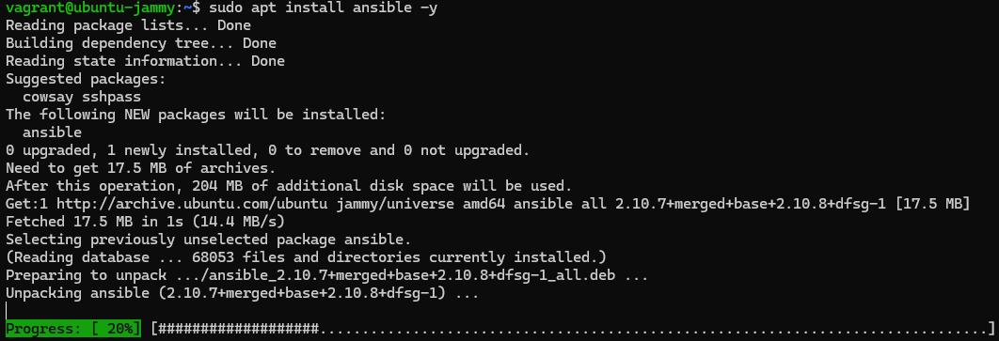 vagrant@ubuntu-jammy:~$ sudo apt install ansible -y
Reading package lists... Done
Building dependency tree... Done
Reading state information... Done
Suggested packages:
  cowsay sshpass
The following NEW packages will be installed:
  ansible
0 upgraded, 1 newly installed, 0 to remove and 0 not upgraded.
Need to get 17.5 MB of archives.
After this operation, 204 MB of additional disk space will be used.
Get:1 http://archive.ubuntu.com/ubuntu jammy/universe amd64 ansible all 2.10.7+merged+base+2.10.8+dfsg-1 [17.5 MB]
Fetched 17.5 MB in 1s (14.4 MB/s)
Selecting previously unselected package ansible.
(Reading database ... 68053 files and directories currently installed.)
Preparing to unpack .../ansible_2.10.7+merged+base+2.10.8+dfsg-1_all.deb ...
Unpacking ansible (2.10.7+merged+base+2.10.8+dfsg-1) ...
Progress: [ 20%] [###################...............................................................................]